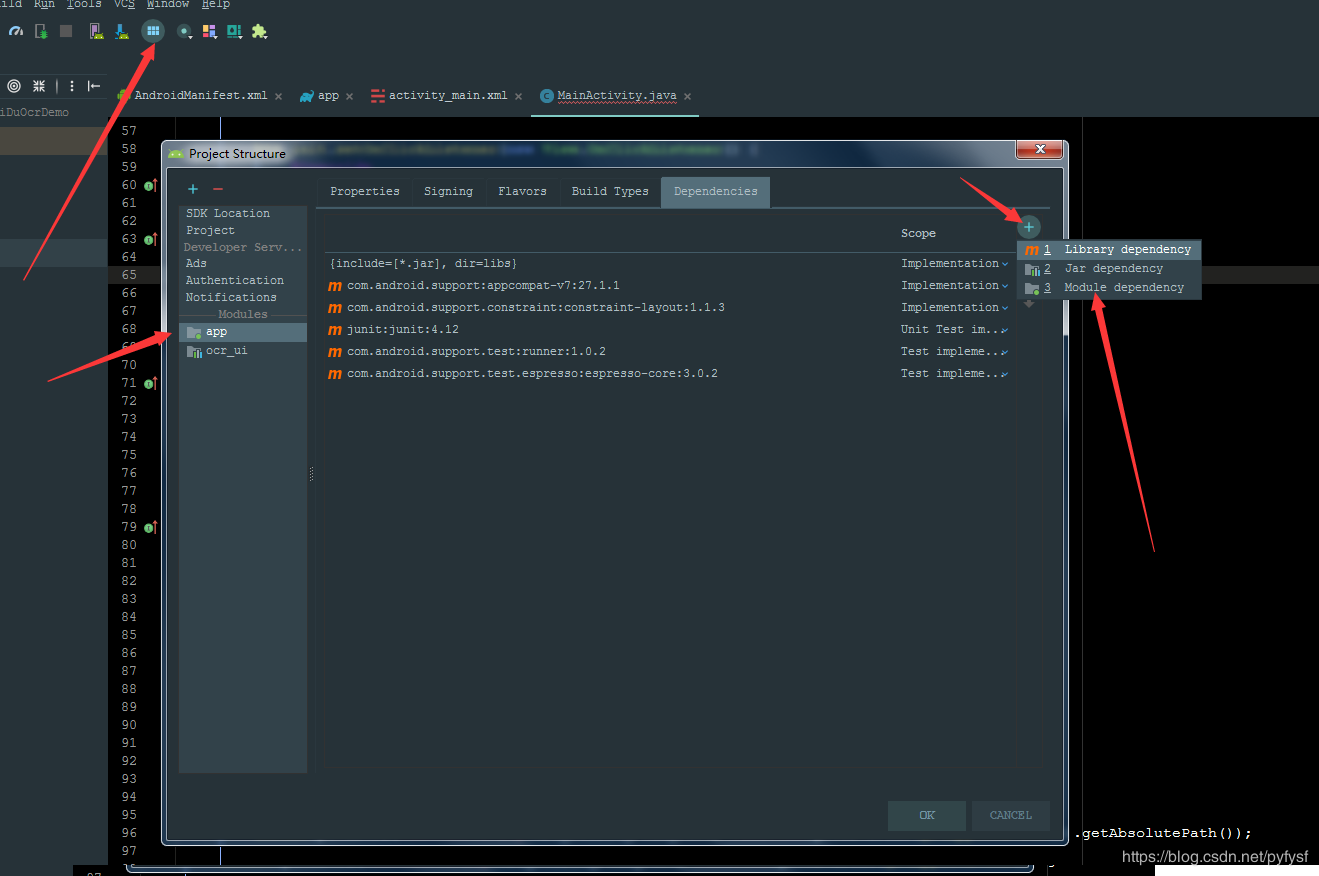 ild Run Tools VCS Window Help
iDuOcrDemo
AndroidManifest.xml app activity_main.xml MainActivity.java
57
58
59
60
61
62
63
64
65
66
67
68
69
70
71
72
73
74
75
76
77
78
79
80
81
82
83
84
85
86
87
88
89
90
91
92
93
94
95
96
97
Project Structure
SDK Location
Project
Developer Serv...
Ads
Authentication
Notifications
Modules
app
ocr_ui
Properties Signing Flavors Build Types Dependencies
Scope
{include=[*.jar], dir=libs} Implementation
m com.android.support:appcompat-v7:27.1.1 Implementation
m com.android.support.constraint:constraint-layout:1.1.3 Implementation
m junit:junit:4.12 Unit Test im...
m com.android.support.test:runner:1.0.2 Test impleme...
m com.android.support.test.espresso:espresso-core:3.0.2 Test impleme...
m 1 Library dependency
2 Jar dependency
3 Module dependency
OK CANCEL
.getAbsolutePath());
https://blog.csdn.net/pyfysf